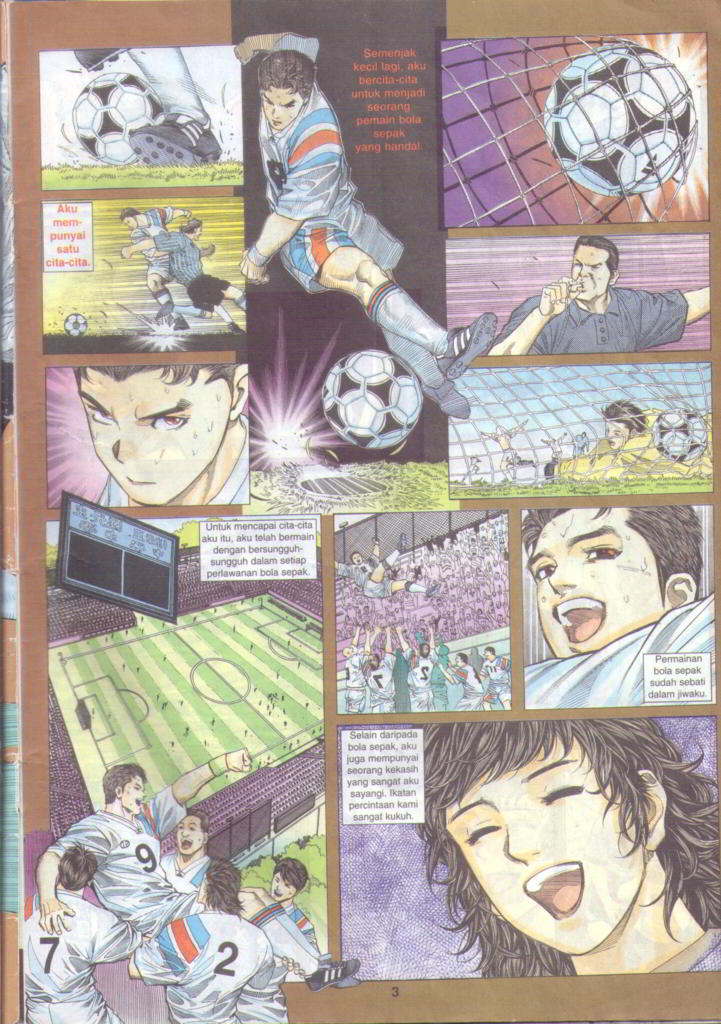 Semenjak
kecil lagi, aku
bercita-cita
untuk menjadi
seorang
pemain bola
sepak
yang handal.
Aku
mem-
punyai
satu
cita-cita.
Untuk mencapai cita-cita
aku itu, aku telah bermain
dengan bersungguh-
sungguh dalam setiap
perlawanan bola sepak.
Permainan
bola sepak
sudah sebati
dalam jiwaku.
Selain daripada
bola sepak, aku
juga mempunyai
seorang kekasih
yang sangat aku
sayangi. Ikatan
percintaan kami
sangat kukuh.
9
7
2
3